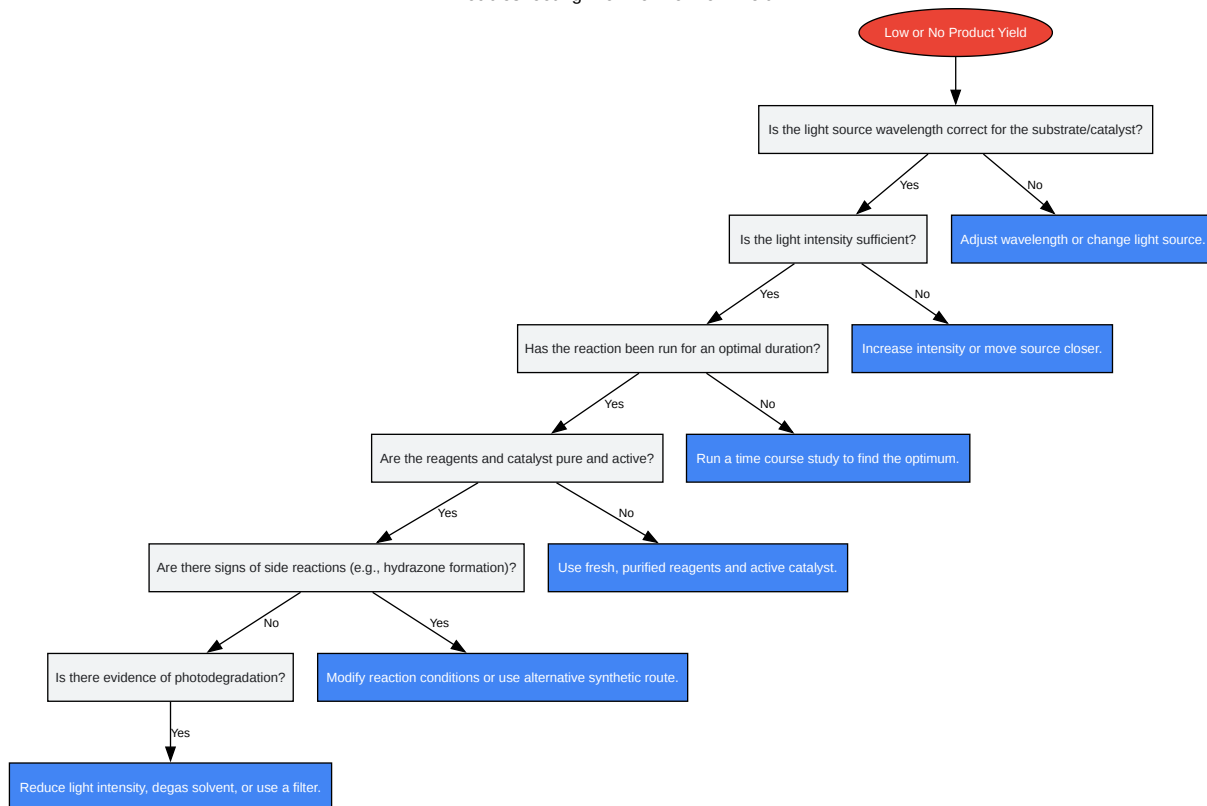 Low or No Product Yield
Is the light source wavelength correct for the substrate/catalyst?
Yes
No
Is the light intensity sufficient?
Adjust wavelength or change light source.
Yes
No
Has the reaction been run for an optimal duration?
Increase intensity or move source closer.
Yes
No
Are the reagents and catalyst pure and active?
Run a time course study to find the optimum.
Yes
No
Are there signs of side reactions (e.g., hydrazone formation)?
Use fresh, purified reagents and active catalyst.
No
Yes
Is there evidence of photodegradation?
Modify reaction conditions or use alternative synthetic route.
Yes
Reduce light intensity, degas solvent, or use a filter.